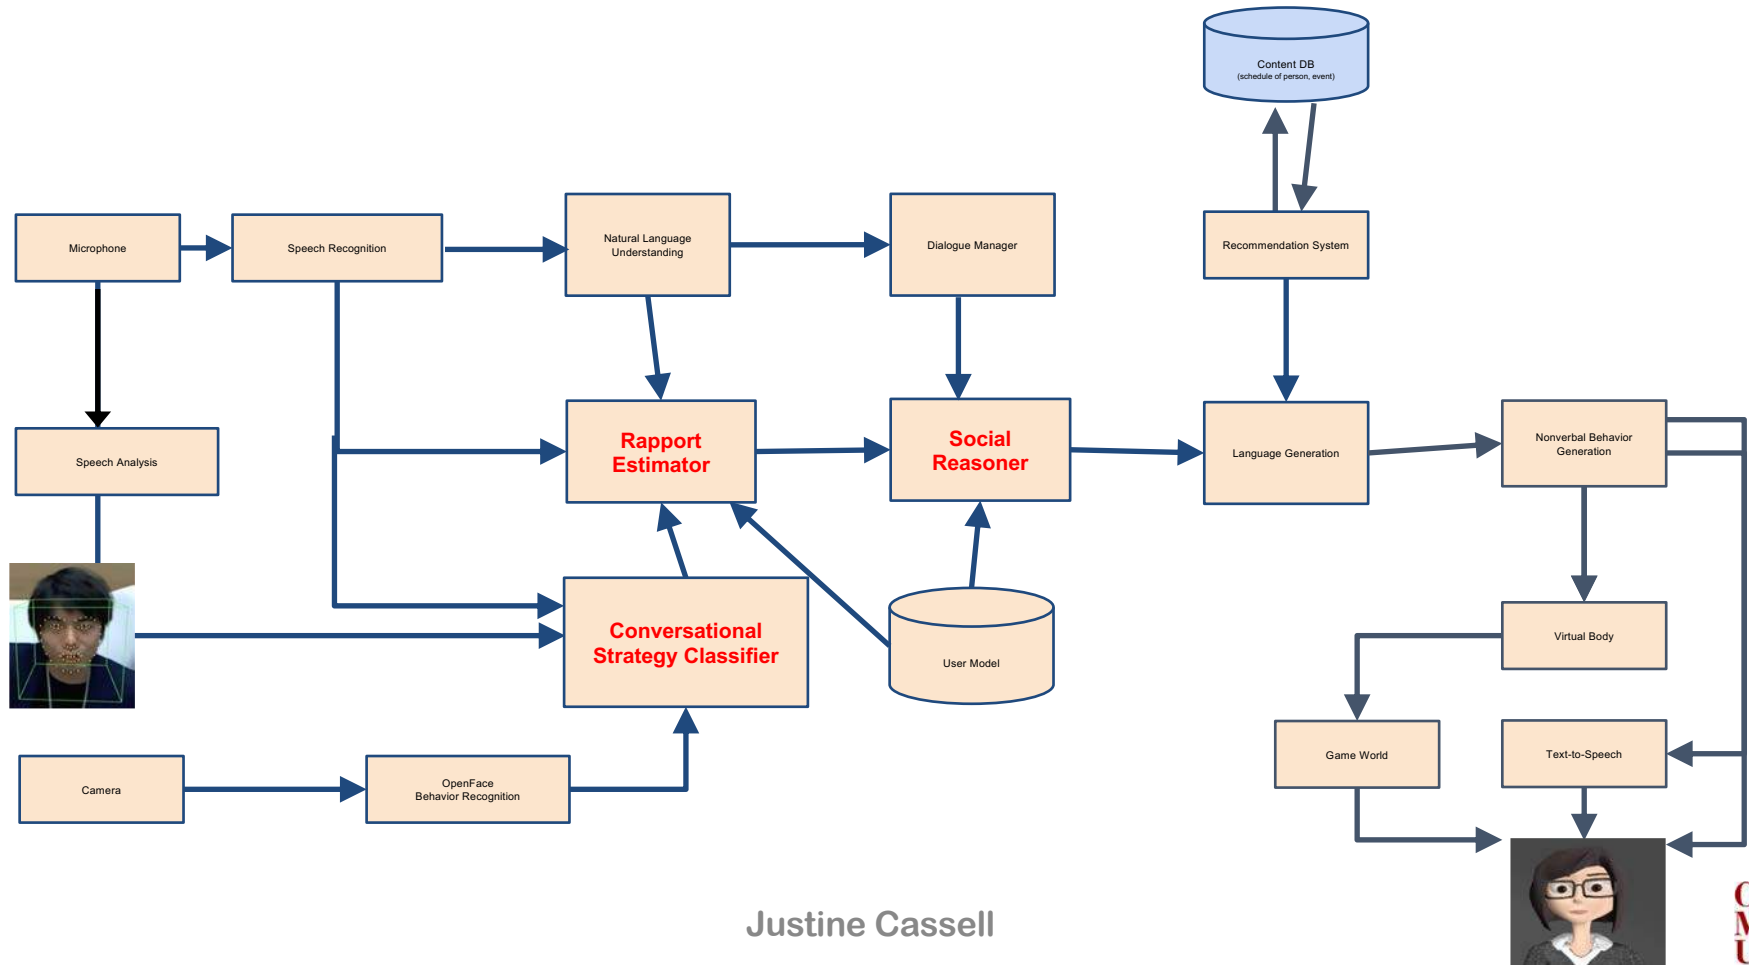 Content DB
(schedule of person, event)
Microphone
Speech Recognition
Natural Language
Understanding
Dialogue Manager
Recommendation System
Speech Analysis
Rapport
Estimator
Social
Reasoner
Language Generation
Nonverbal Behavior
Generation
Conversational
Strategy Classifier
User Model
Virtual Body
Camera
OpenFace
Behavior Recognition
Game World
Text-to-Speech
Justine Cassell